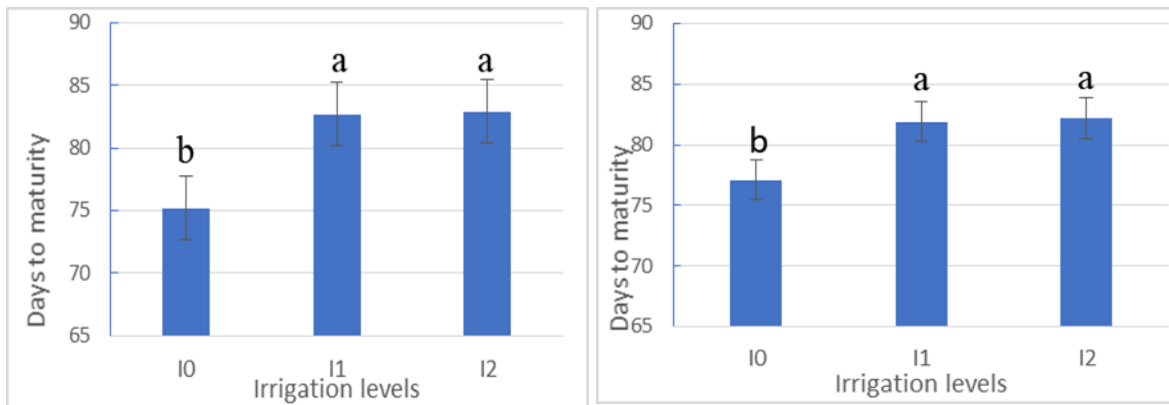 90
85
80
75
70
65
Days to maturity
b
a
a
I0
I1
I2
Irrigation levels
90
85
80
75
70
65
Days to maturity
b
a
a
I0
I1
I2
Irrigation levels